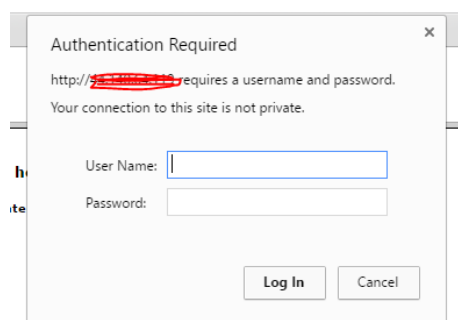 ×
Authentication Required
http:// requires a username and password.
Your connection to this site is not private.
User Name:
Password:
Log In Cancel